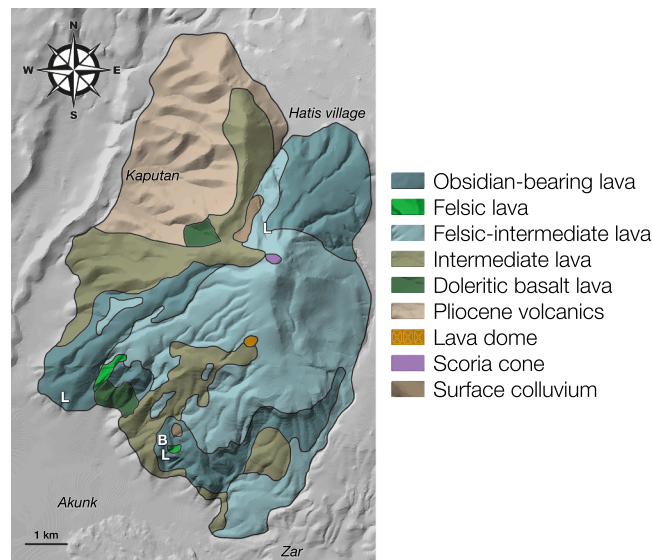 N
W E
S
Hatis village
Kaputan
L
L
B
L
Akunk
1 km
Zar
Obsidian-bearing lava
Felsic lava
Felsic-intermediate lava
Intermediate lava
Doleritic basalt lava
Pliocene volcanics
Lava dome
Scoria cone
Surface colluvium